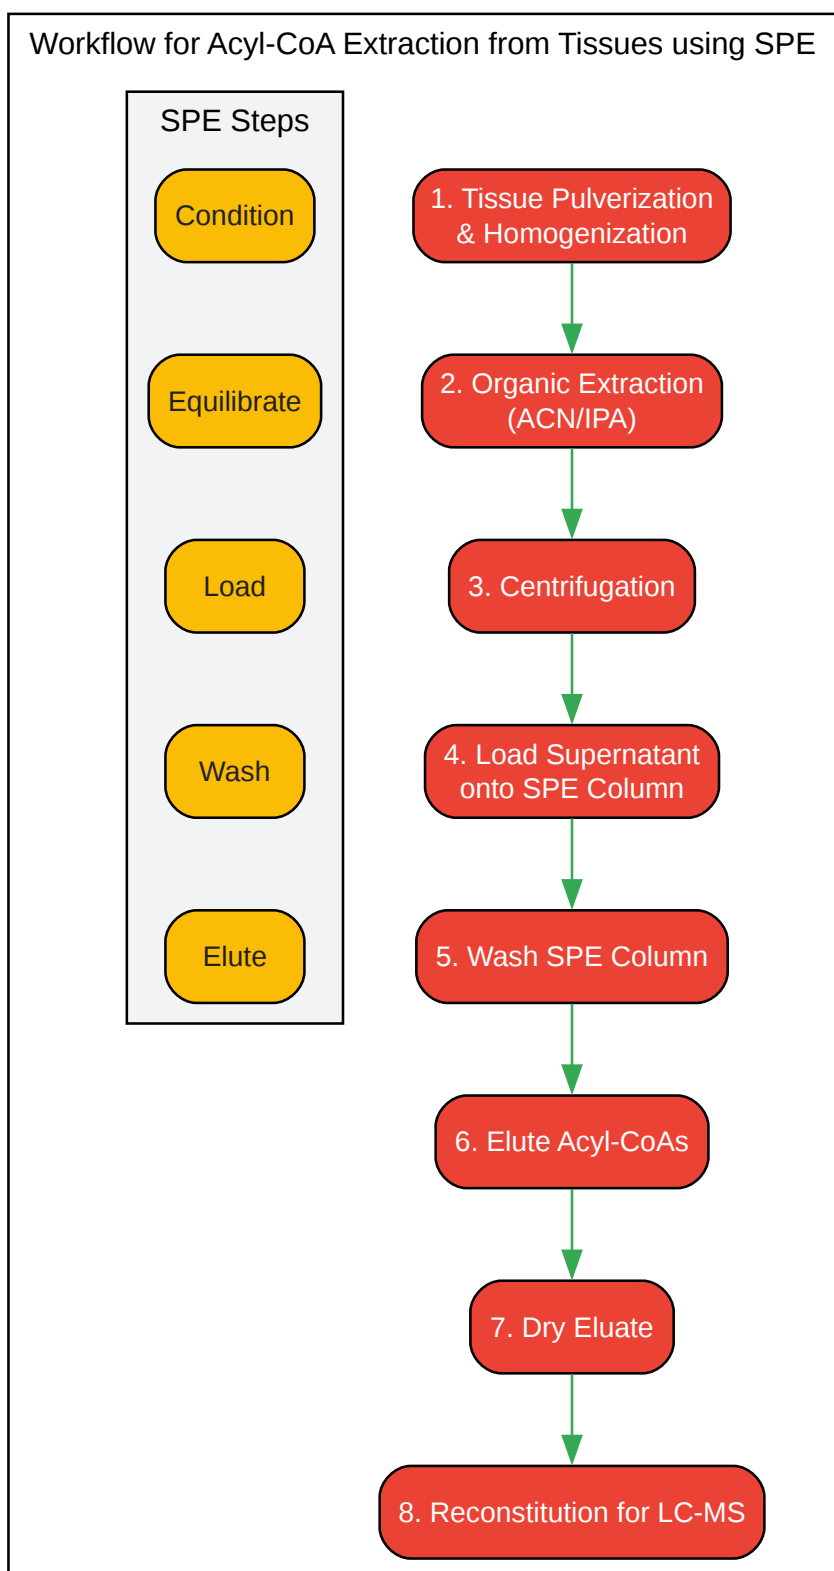 Workflow for Acyl-CoA Extraction from Tissues using SPE
SPE Steps
Condition
Equilibrate
Load
Wash
Elute
1. Tissue Pulverization
& Homogenization
2. Organic Extraction
(ACN/IPA)
3. Centrifugation
4. Load Supernatant
onto SPE Column
5. Wash SPE Column
6. Elute Acyl-CoAs
7. Dry Eluate
8. Reconstitution for LC-MS